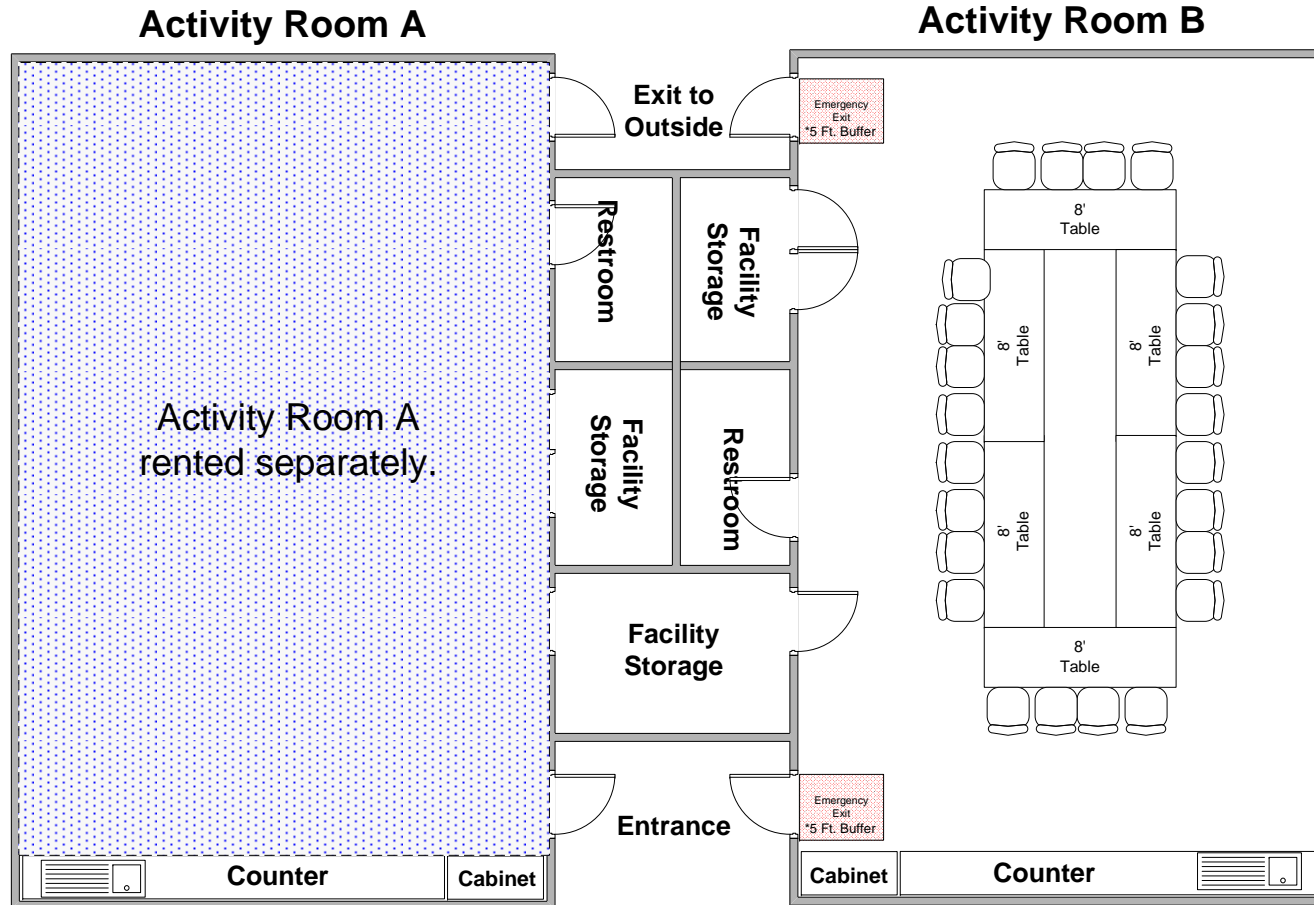 Activity Room A
Activity Room B
Exit to
Outside
Emergency
Exit
*5 Ft. Buffer
Restroom
Facility
Storage
8'
Table
8'
Table
8'
Table
Activity Room A
rented separately.
Facility
Storage
Restroom
8'
Table
8'
Table
Facility
Storage
8'
Table
Entrance
Emergency
Exit
*5 Ft. Buffer
Counter
Cabinet
Cabinet
Counter